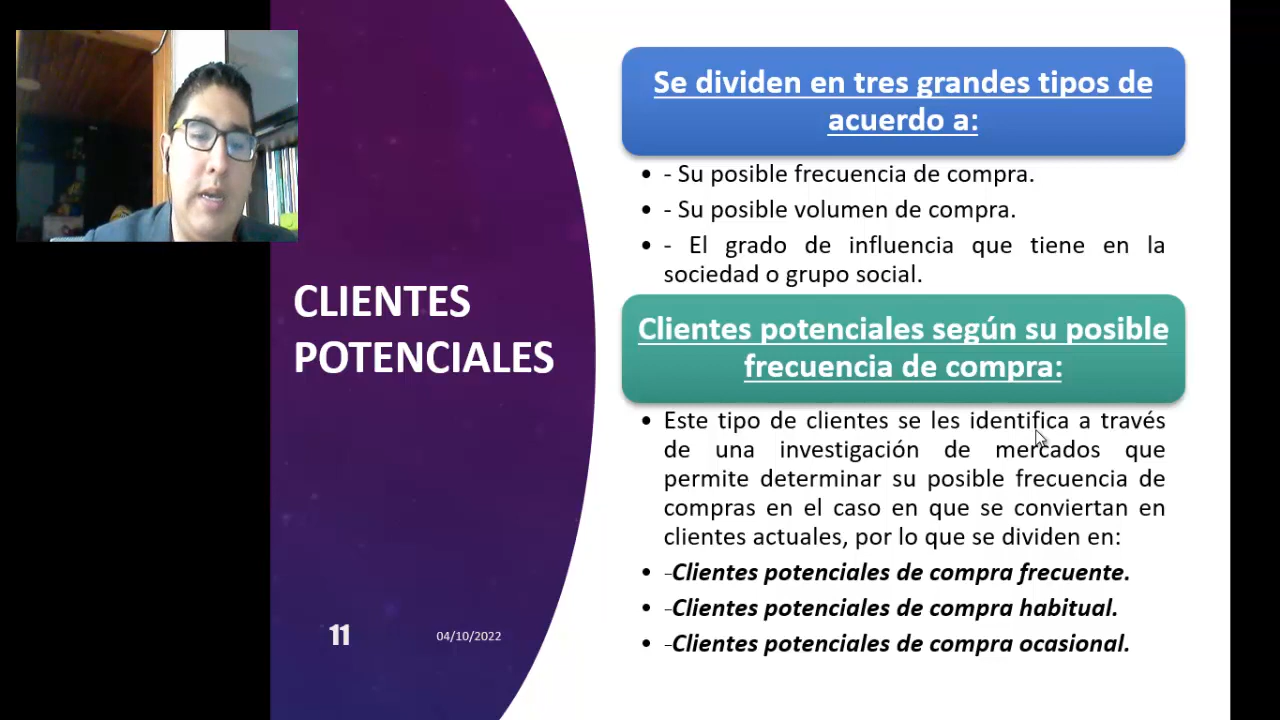 CLIENTES
POTENCIALES
Se dividen en tres grandes tipos de
acuerdo a:
• - Su posible frecuencia de compra.
• - Su posible volumen de compra.
• - El grado de influencia que tiene en la
sociedad o grupo social.
Clientes potenciales según su posible
frecuencia de compra:
• Este tipo de clientes se les identifica a través
de una investigación de mercados que
permite determinar su posible frecuencia de
compras en el caso en que se conviertan en
clientes actuales, por lo que se dividen en:
• -Clientes potenciales de compra frecuente.
• -Clientes potenciales de compra habitual.
• -Clientes potenciales de compra ocasional.
11
04/10/2022